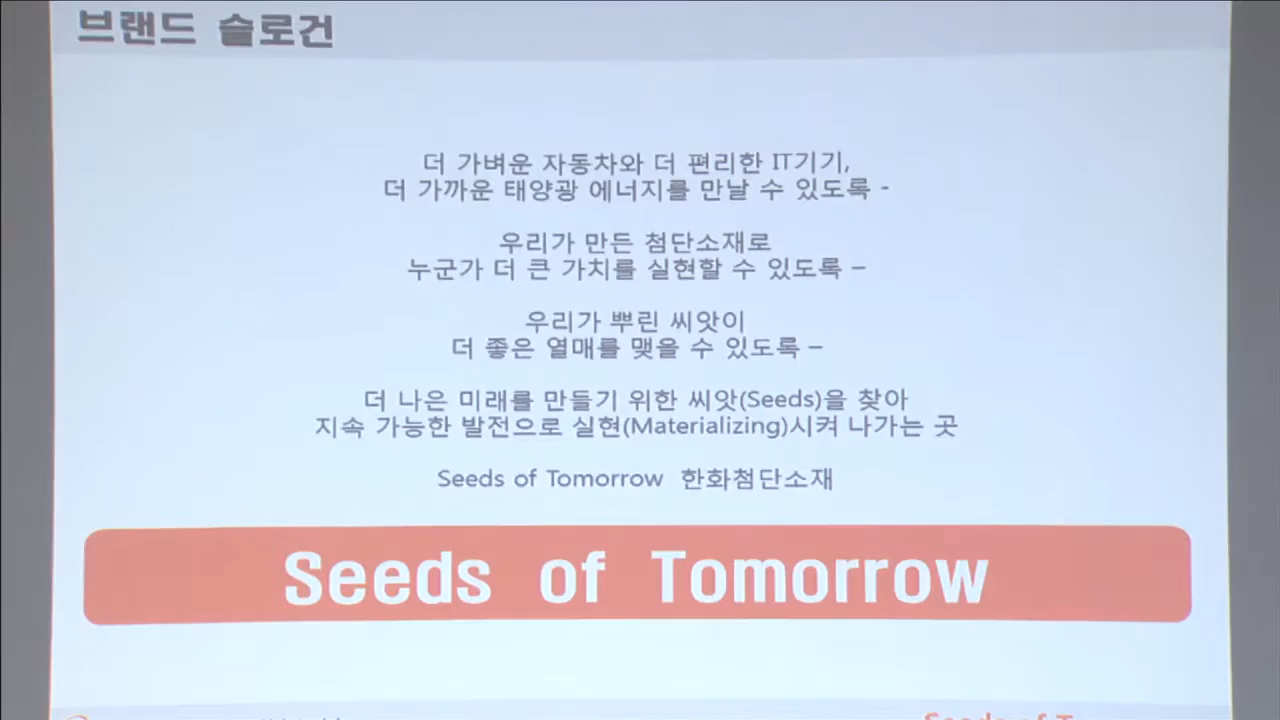 브랜드 슬로건
더 가벼운 자동차와 더 편리한 IT기기,
더 가까운 태양광 에너지를 만날 수 있도록 -
우리가 만든 첨단소재로
누군가 더 큰 가치를 실현할 수 있도록 –
우리가 뿌린 씨앗이
더 좋은 열매를 맺을 수 있도록 –
더 나은 미래를 만들기 위한 씨앗(Seeds)을 찾아
지속 가능한 발전으로 실현(Materializing)시켜 나가는 곳
Seeds of Tomorrow 한화첨단소재
Seeds of Tomorrow
Seeds of